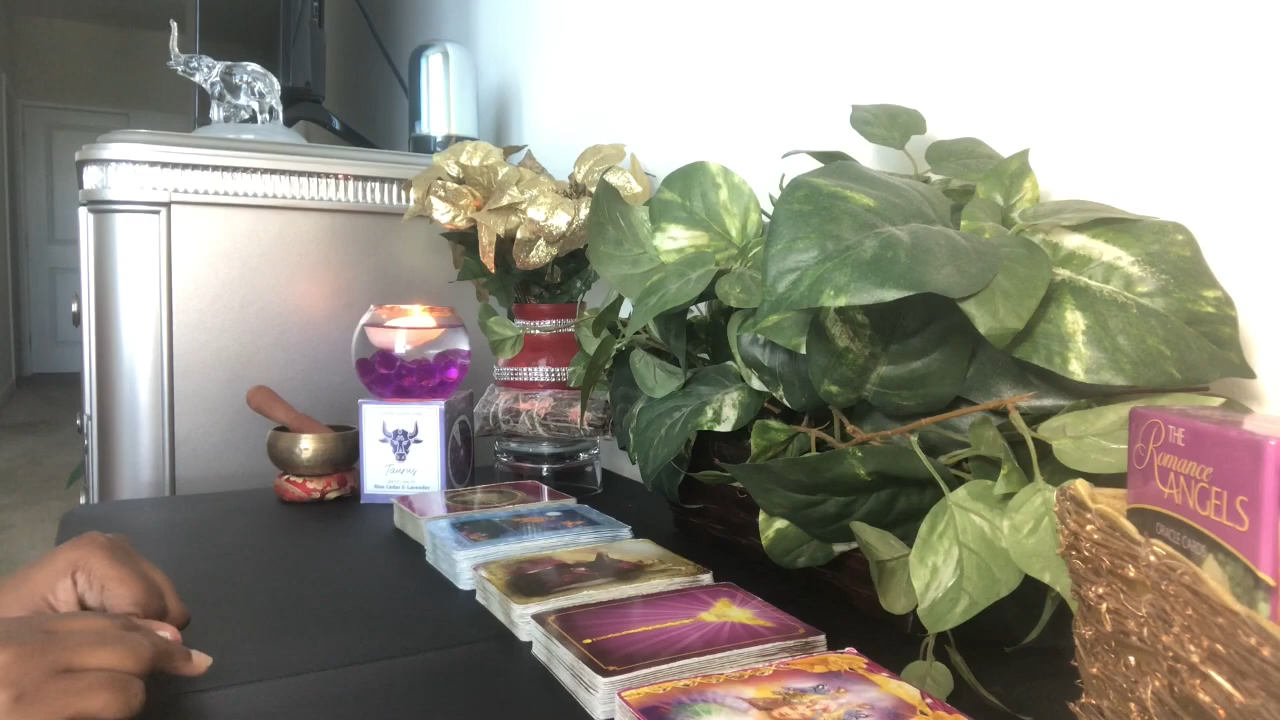 Taurus
Blue Cedar & Lavender
THE
Romance
ANGELS
ORACLE CARDS